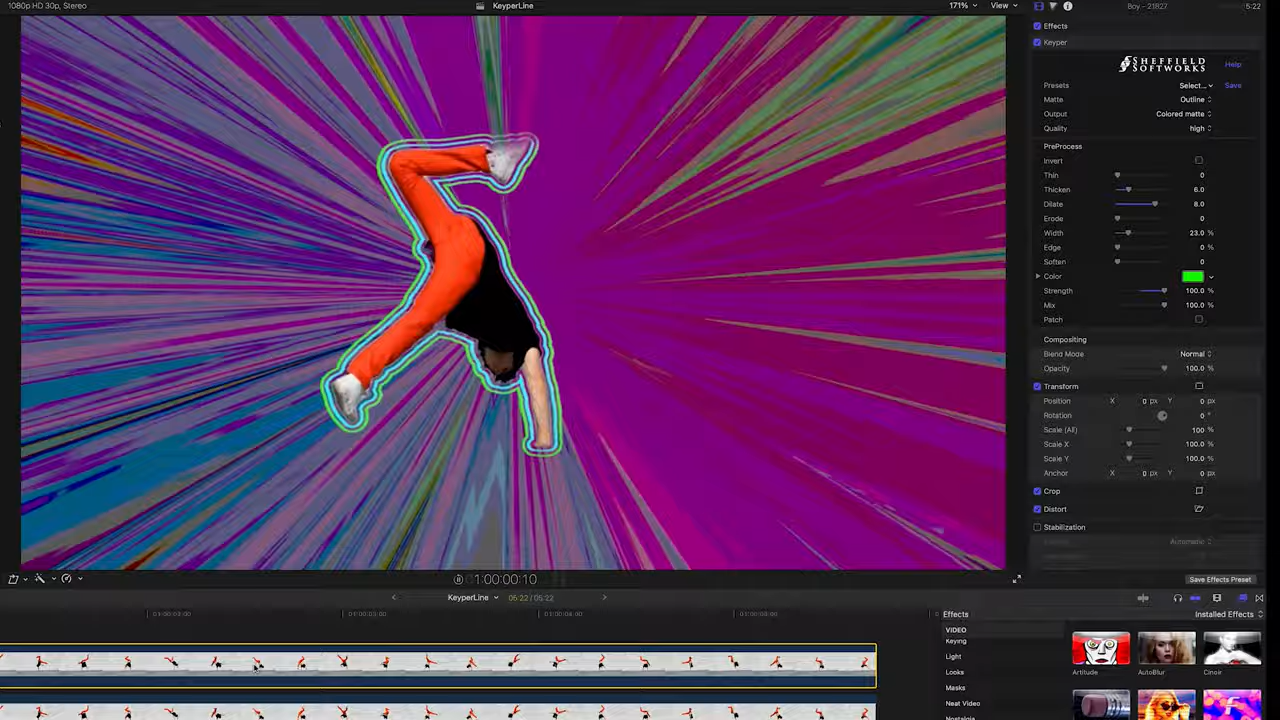 1080p HD 30p, Stereo
KeyperLine
171%
View
Boy-21827
5:22
Effects
Keyper
SHEFFIELD
SOFTWORKS
Help
Presets Select... Save
Matte Outline
Output Colored matte
Quality high
PreProcess
Invert
Thin 0
Thicken 6.0
Dilate 8.0
Erode 0
Width 23.0 %
Edge 0 %
Soften 0
Color
Strength 100.0 %
Mix 100.0 %
Patch
Compositing
Blend Mode Normal
Opacity 100.0 %
Transform
Position X 0 px Y 0 px
Rotation 0 °
Scale (All) 100 %
Scale X 100.0 %
Scale Y 100.0 %
Anchor X 0 px Y 0 px
Crop
Distort
Stabilization
Automatic
Save Effects Preset
1:00:00:10
KeyperLine 05:22 / 05:22
Effects
Installed Effects
VIDEO
Keying
Light
Looks
Masks
Neat Video
Nostalgia
Artitude
AutoBlur